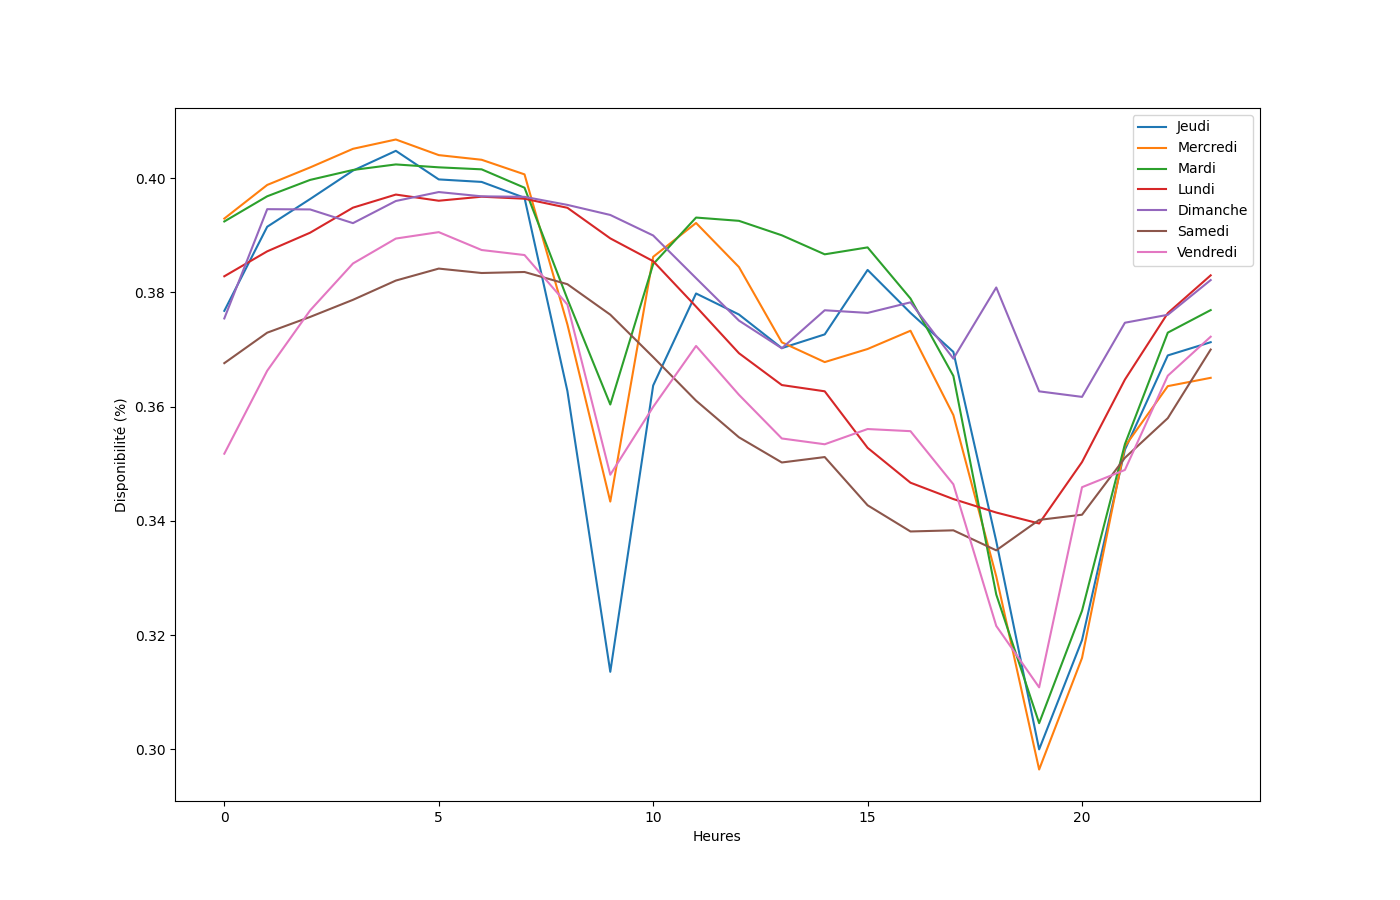 Jeudi
Mercredi
Mardi
Lundi
Dimanche
Samedi
Vendredi
0.40
0.38
0.36
0.34
0.32
0.30
Disponibilité (%)
0 5 10 15 20
Heures